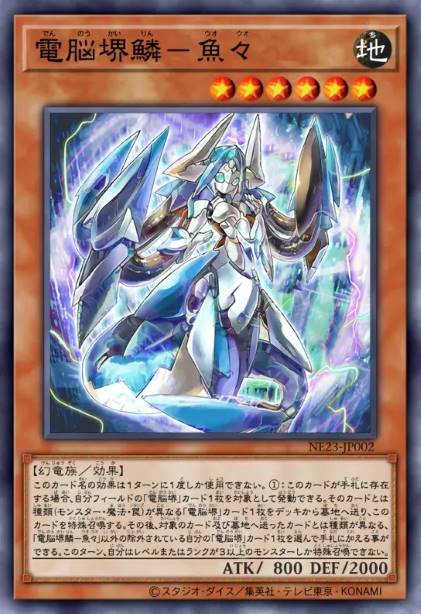 電脳堺鱗－魚々
地
NE23-JP002
【幻竜族／効果】
このカード名の効果は1ターンに1度しか使用できない。①：このカードが手札に存在
する場合、自分フィールドの「電脳堺」カード1枚を対象として発動できる。そのカードとは
種類（モンスター・魔法・罠）が異なる「電脳堺」カード1枚をデッキから墓地へ送り、この
カードを特殊召喚する。その後、対象のカード及び墓地へ送ったカードとは種類が異なる、
「電脳堺鱗－魚々」以外の除外されている自分の「電脳堺」カード1枚を選んで手札に加える事が
できる。このターン、自分はレベルまたはランクが3以上のモンスターしか特殊召喚できない。
ATK/ 800 DEF/2000
©スタジオ・ダイス／集英社・テレビ東京・KONAMI